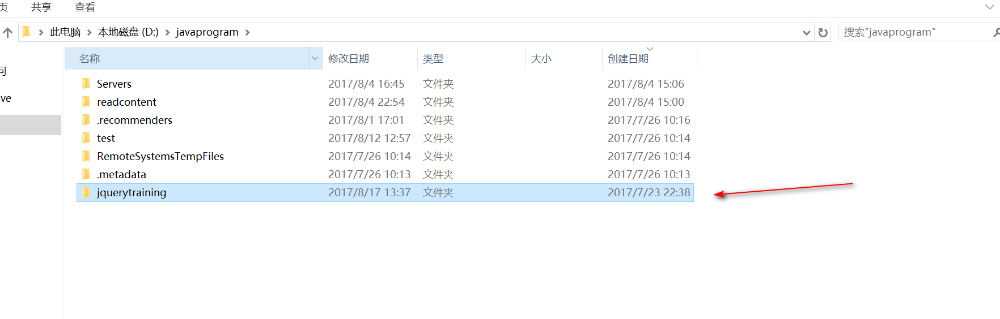 页 共享 查看
此电脑 本地磁盘 (D:) javaprogram 搜索"javaprogram"
名称 修改日期 类型 大小 创建日期
问
Servers 2017/8/4 16:45 文件夹 2017/8/4 15:06
ve
readcontent 2017/8/4 22:54 文件夹 2017/8/4 15:00
.recommenders 2017/8/1 17:01 文件夹 2017/7/26 10:16
test 2017/8/12 12:57 文件夹 2017/7/26 10:14
RemoteSystemsTempFiles 2017/7/26 10:14 文件夹 2017/7/26 10:14
.metadata 2017/7/26 10:13 文件夹 2017/7/26 10:13
jquerytraining 2017/8/17 13:37 文件夹 2017/7/23 22:38